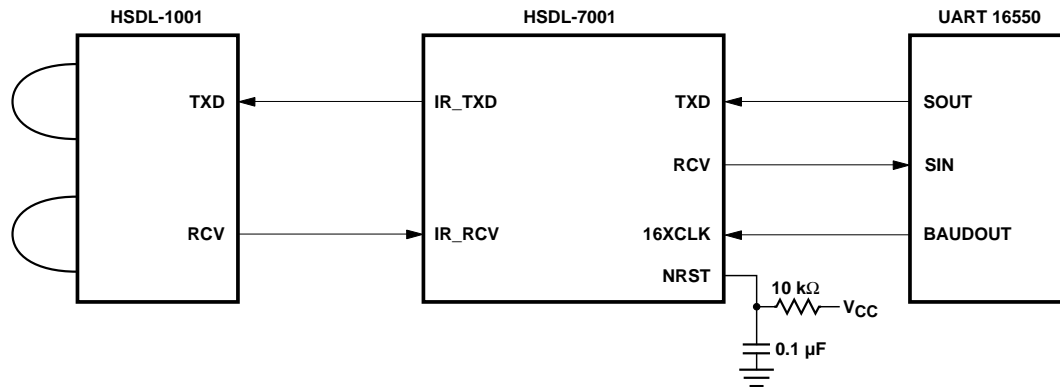 HSDL-1001
HSDL-7001
UART 16550
TXD
IR_TXD
TXD
SOUT
RCV
SIN
RCV
IR_RCV
16XCLK
BAUDOUT
NRST
10 kΩ
VCC
0.1 µF